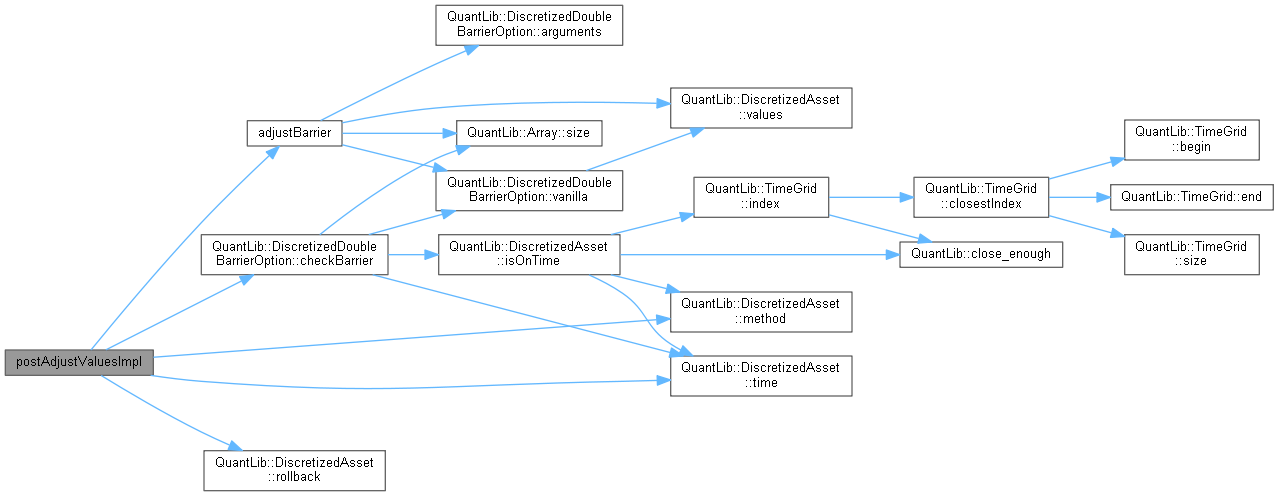 QuantLib::DiscretizedDouble
BarrierOption::arguments
QuantLib::DiscretizedAsset
::values
adjustBarrier
QuantLib::Array::size
QuantLib::TimeGrid
::begin
QuantLib::DiscretizedDouble
BarrierOption::vanilla
QuantLib::TimeGrid
::index
QuantLib::TimeGrid
::closestIndex
QuantLib::TimeGrid::end
QuantLib::DiscretizedDouble
BarrierOption::checkBarrier
QuantLib::DiscretizedAsset
::isOnTime
QuantLib::close_enough
QuantLib::TimeGrid
::size
QuantLib::DiscretizedAsset
::method
postAdjustValuesImpl
QuantLib::DiscretizedAsset
::time
QuantLib::DiscretizedAsset
::rollback